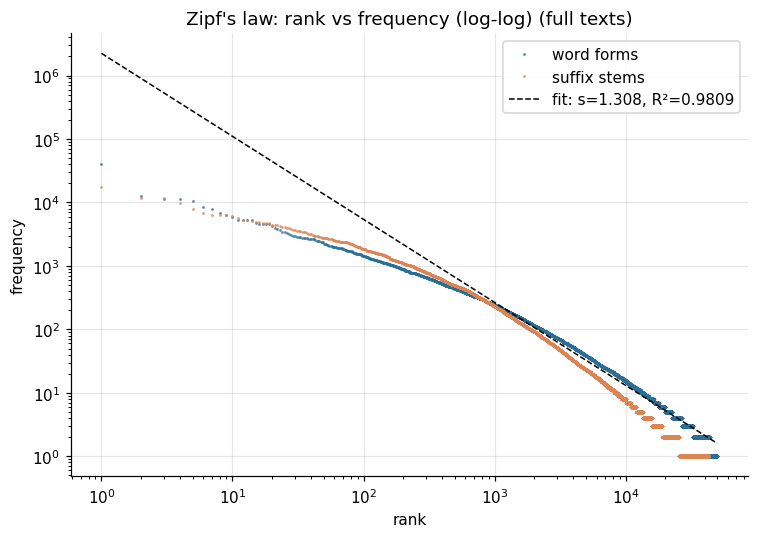 Zipf's law: rank vs frequency (log-log) (full texts)
word forms
suffix stems
fit: s=1.308, R²=0.9809
frequency
10⁶
10⁵
10⁴
10³
10²
10¹
10⁰
10⁰ 10¹ 10² 10³ 10⁴
rank